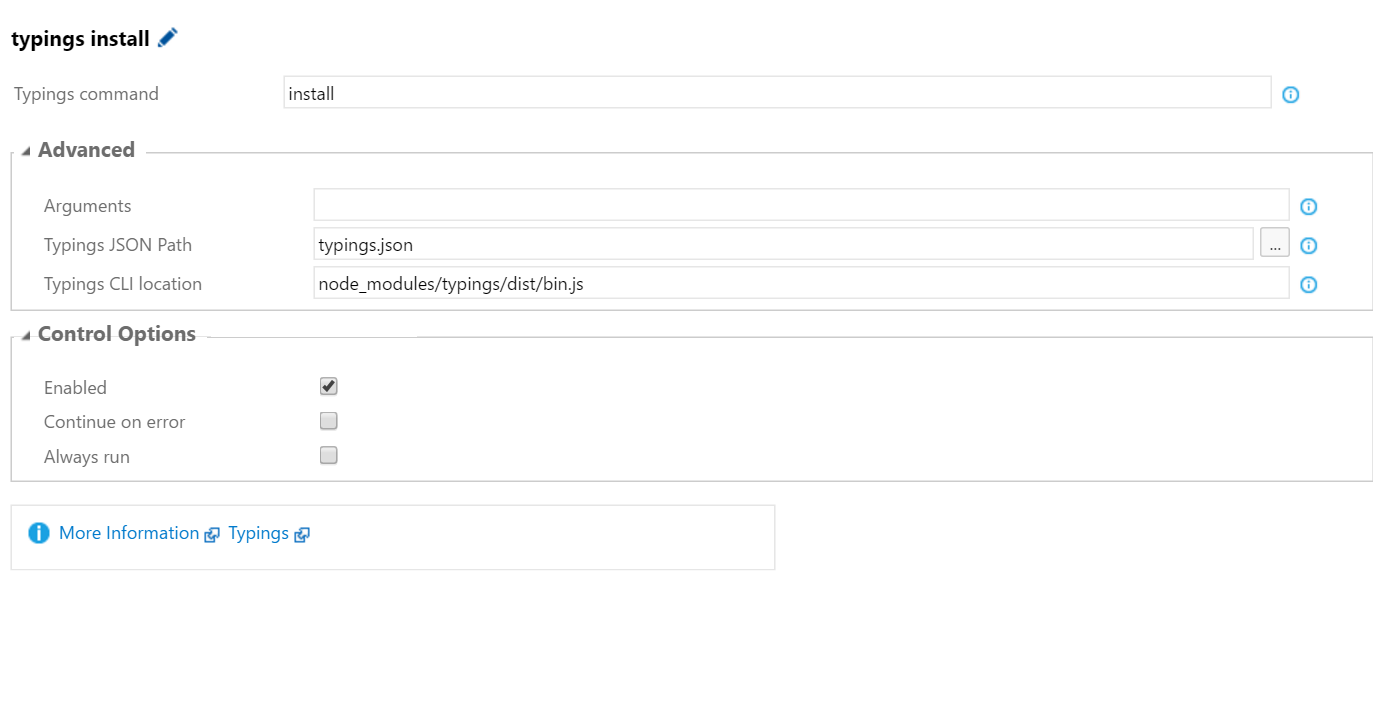 typings install
Typings command install
Advanced
Arguments
Typings JSON Path typings.json ...
Typings CLI location node_modules/typings/dist/bin.js
Control Options
Enabled
Continue on error
Always run
More Information Typings